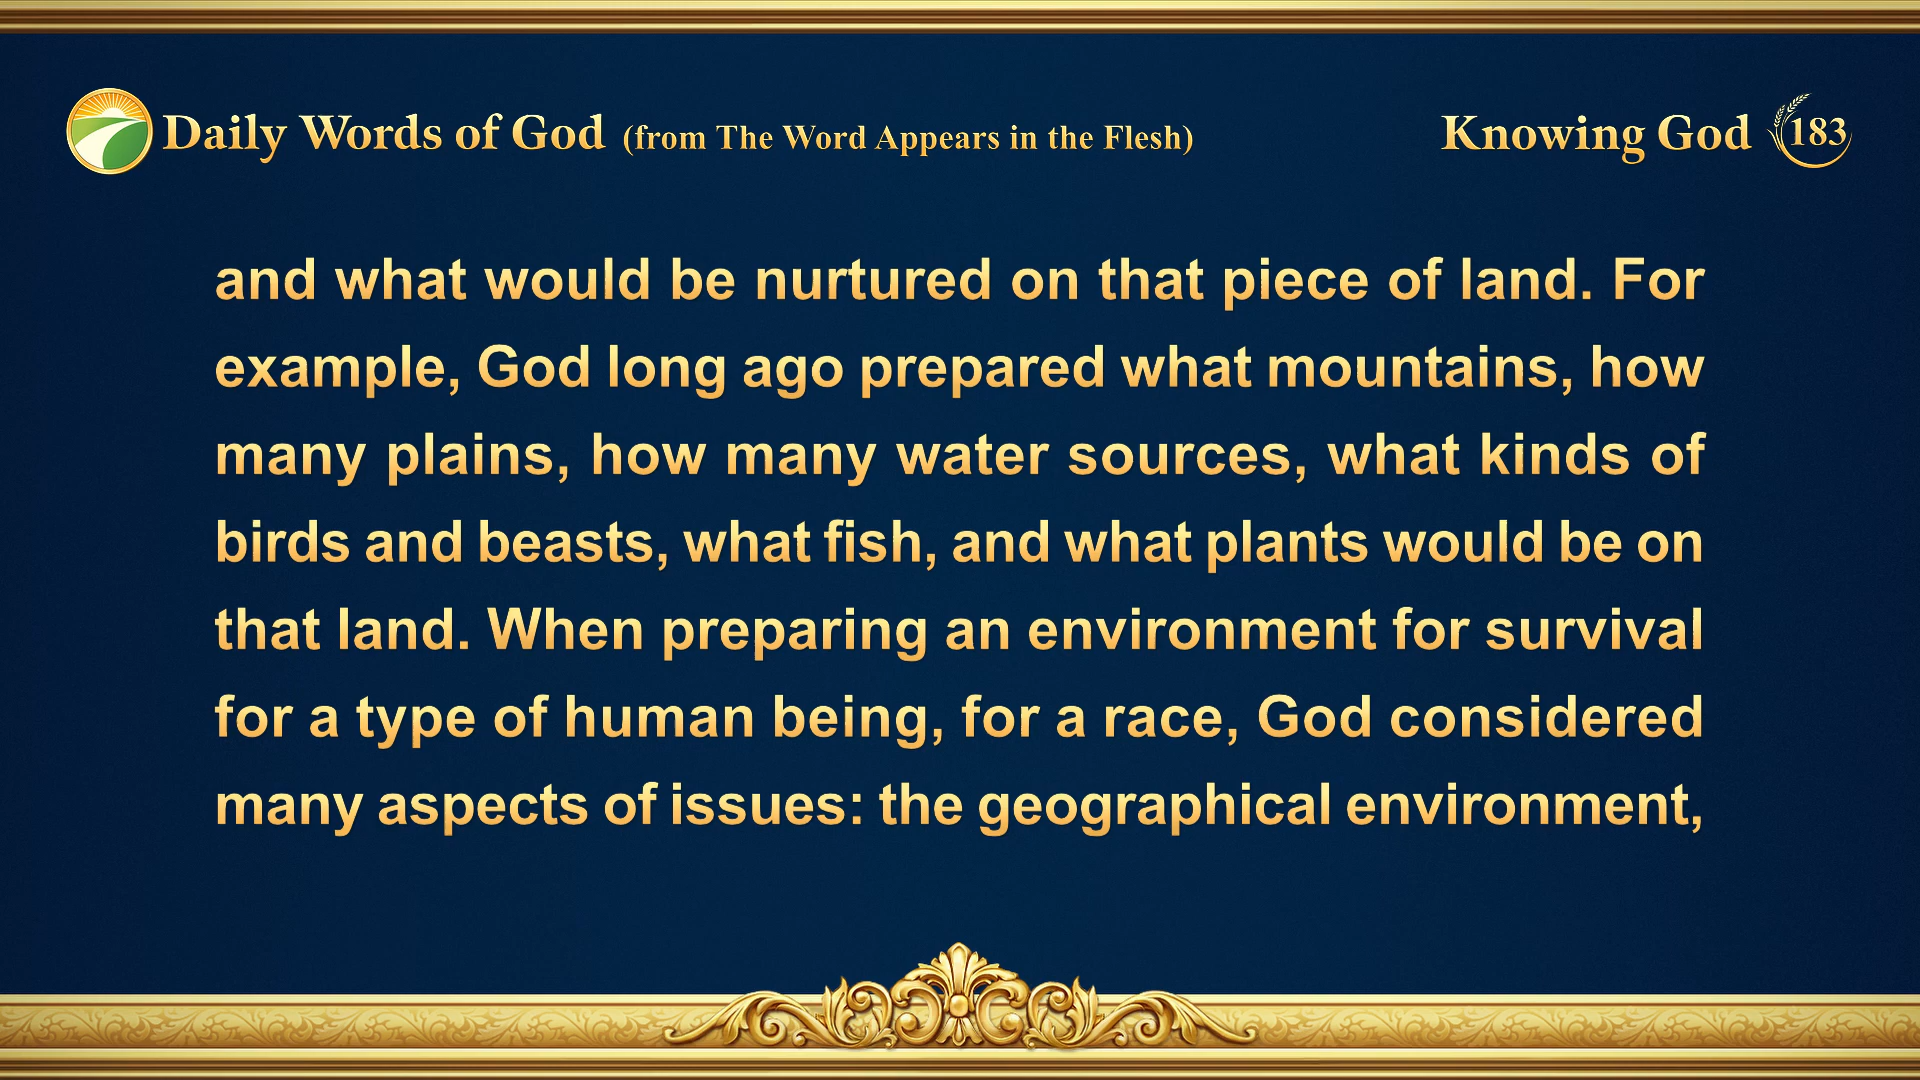 Daily Words of God (from The Word Appears in the Flesh)
Knowing God 183
and what would be nurtured on that piece of land. For
example, God long ago prepared what mountains, how
many plains, how many water sources, what kinds of
birds and beasts, what fish, and what plants would be on
that land. When preparing an environment for survival
for a type of human being, for a race, God considered
many aspects of issues: the geographical environment,